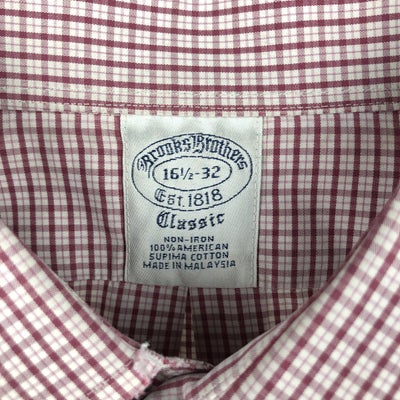 Brooks Brothers
16½-32
Est. 1818
Classic
NON-IRON
100% AMERICAN
SUPIMA COTTON
MADE IN MALAYSIA